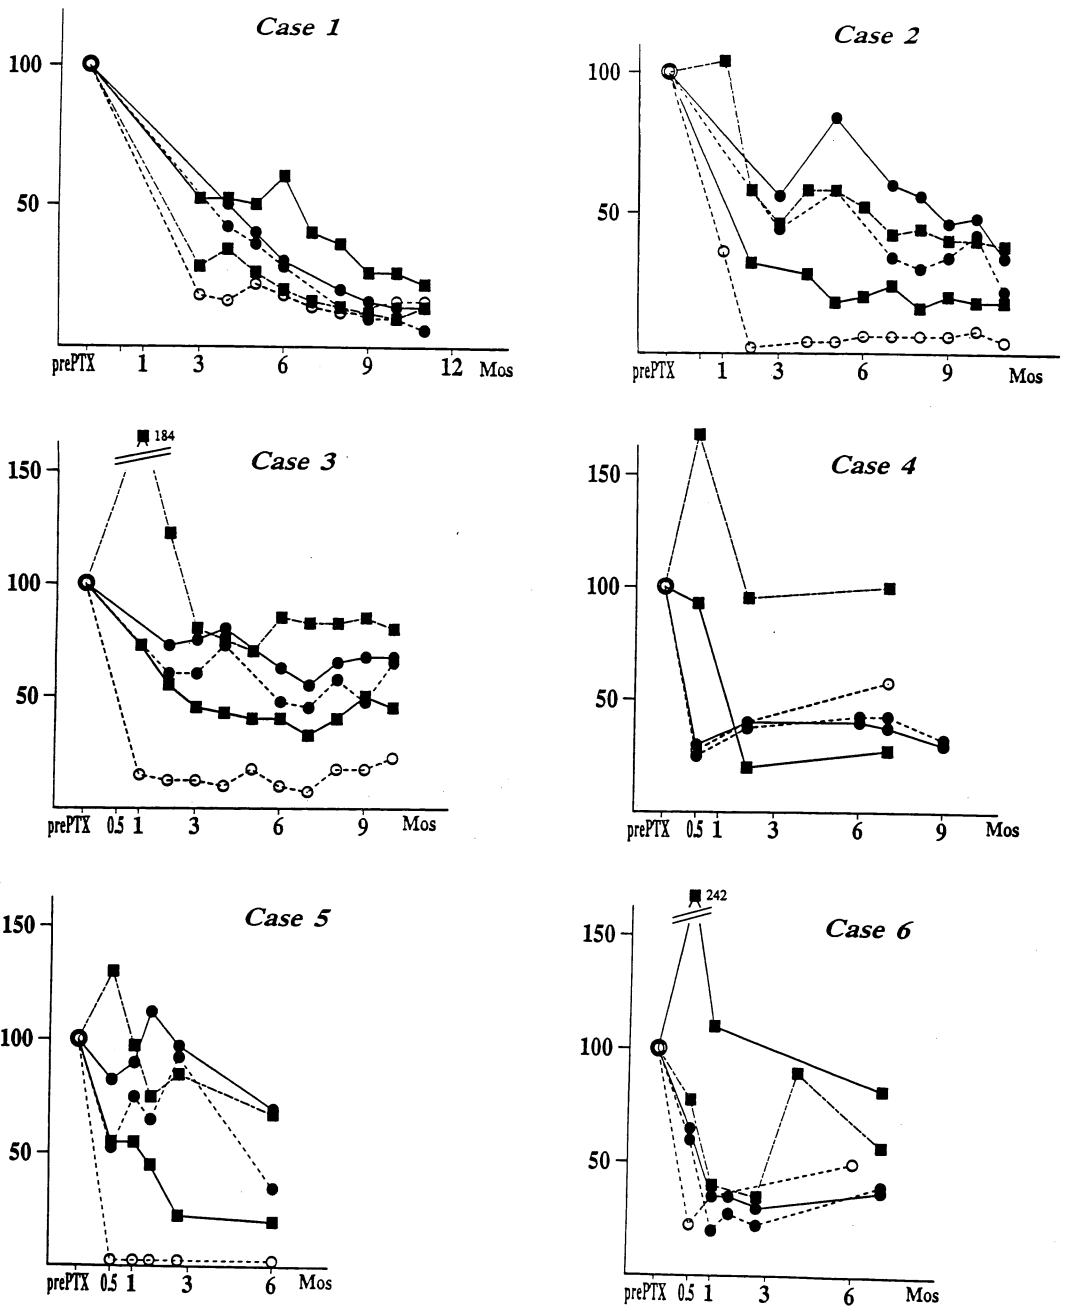 Case 1
100
50
prePTX 1 3 6 9 12 Mos
Case 2
100
50
prePTX 1 3 6 9 Mos
184
Case 3
150
100
50
prePTX 0.5 1 3 6 9 Mos
Case 4
150
100
50
prePTX 0.5 1 3 6 9 Mos
Case 5
150
100
50
prePTX 0.5 1 3 6 Mos
242
Case 6
150
100
50
prePTX 0.5 1 3 6 Mos